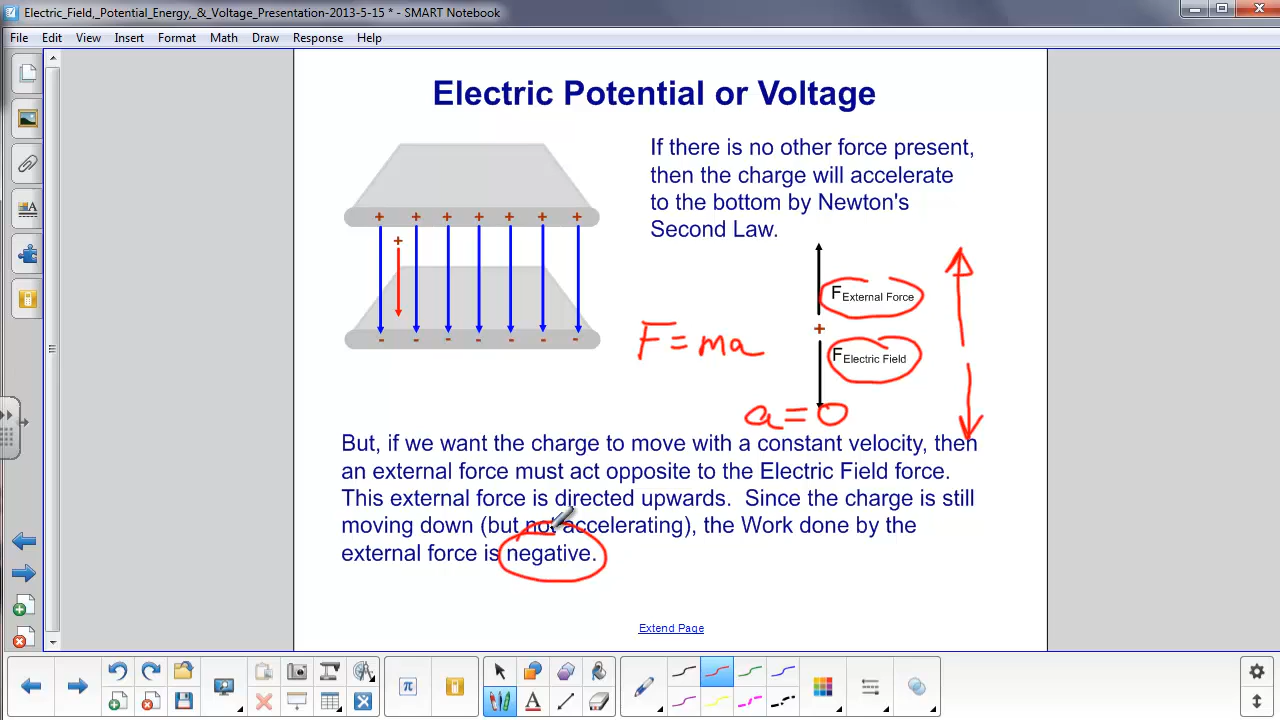 Electric_Field,_Potential_Energy,_&_Voltage_Presentation-2013-5-15 * - SMART Notebook
File Edit View Insert Format Math Draw Response Help
Electric Potential or Voltage
If there is no other force present,
then the charge will accelerate
to the bottom by Newton's
Second Law.
+ + + + + + +
+
- - - - - - -
F External Force
+
F Electric Field
F = ma
a = 0
But, if we want the charge to move with a constant velocity, then
an external force must act opposite to the Electric Field force.
This external force is directed upwards. Since the charge is still
moving down (but not accelerating), the Work done by the
external force is negative.
Extend Page
π
A